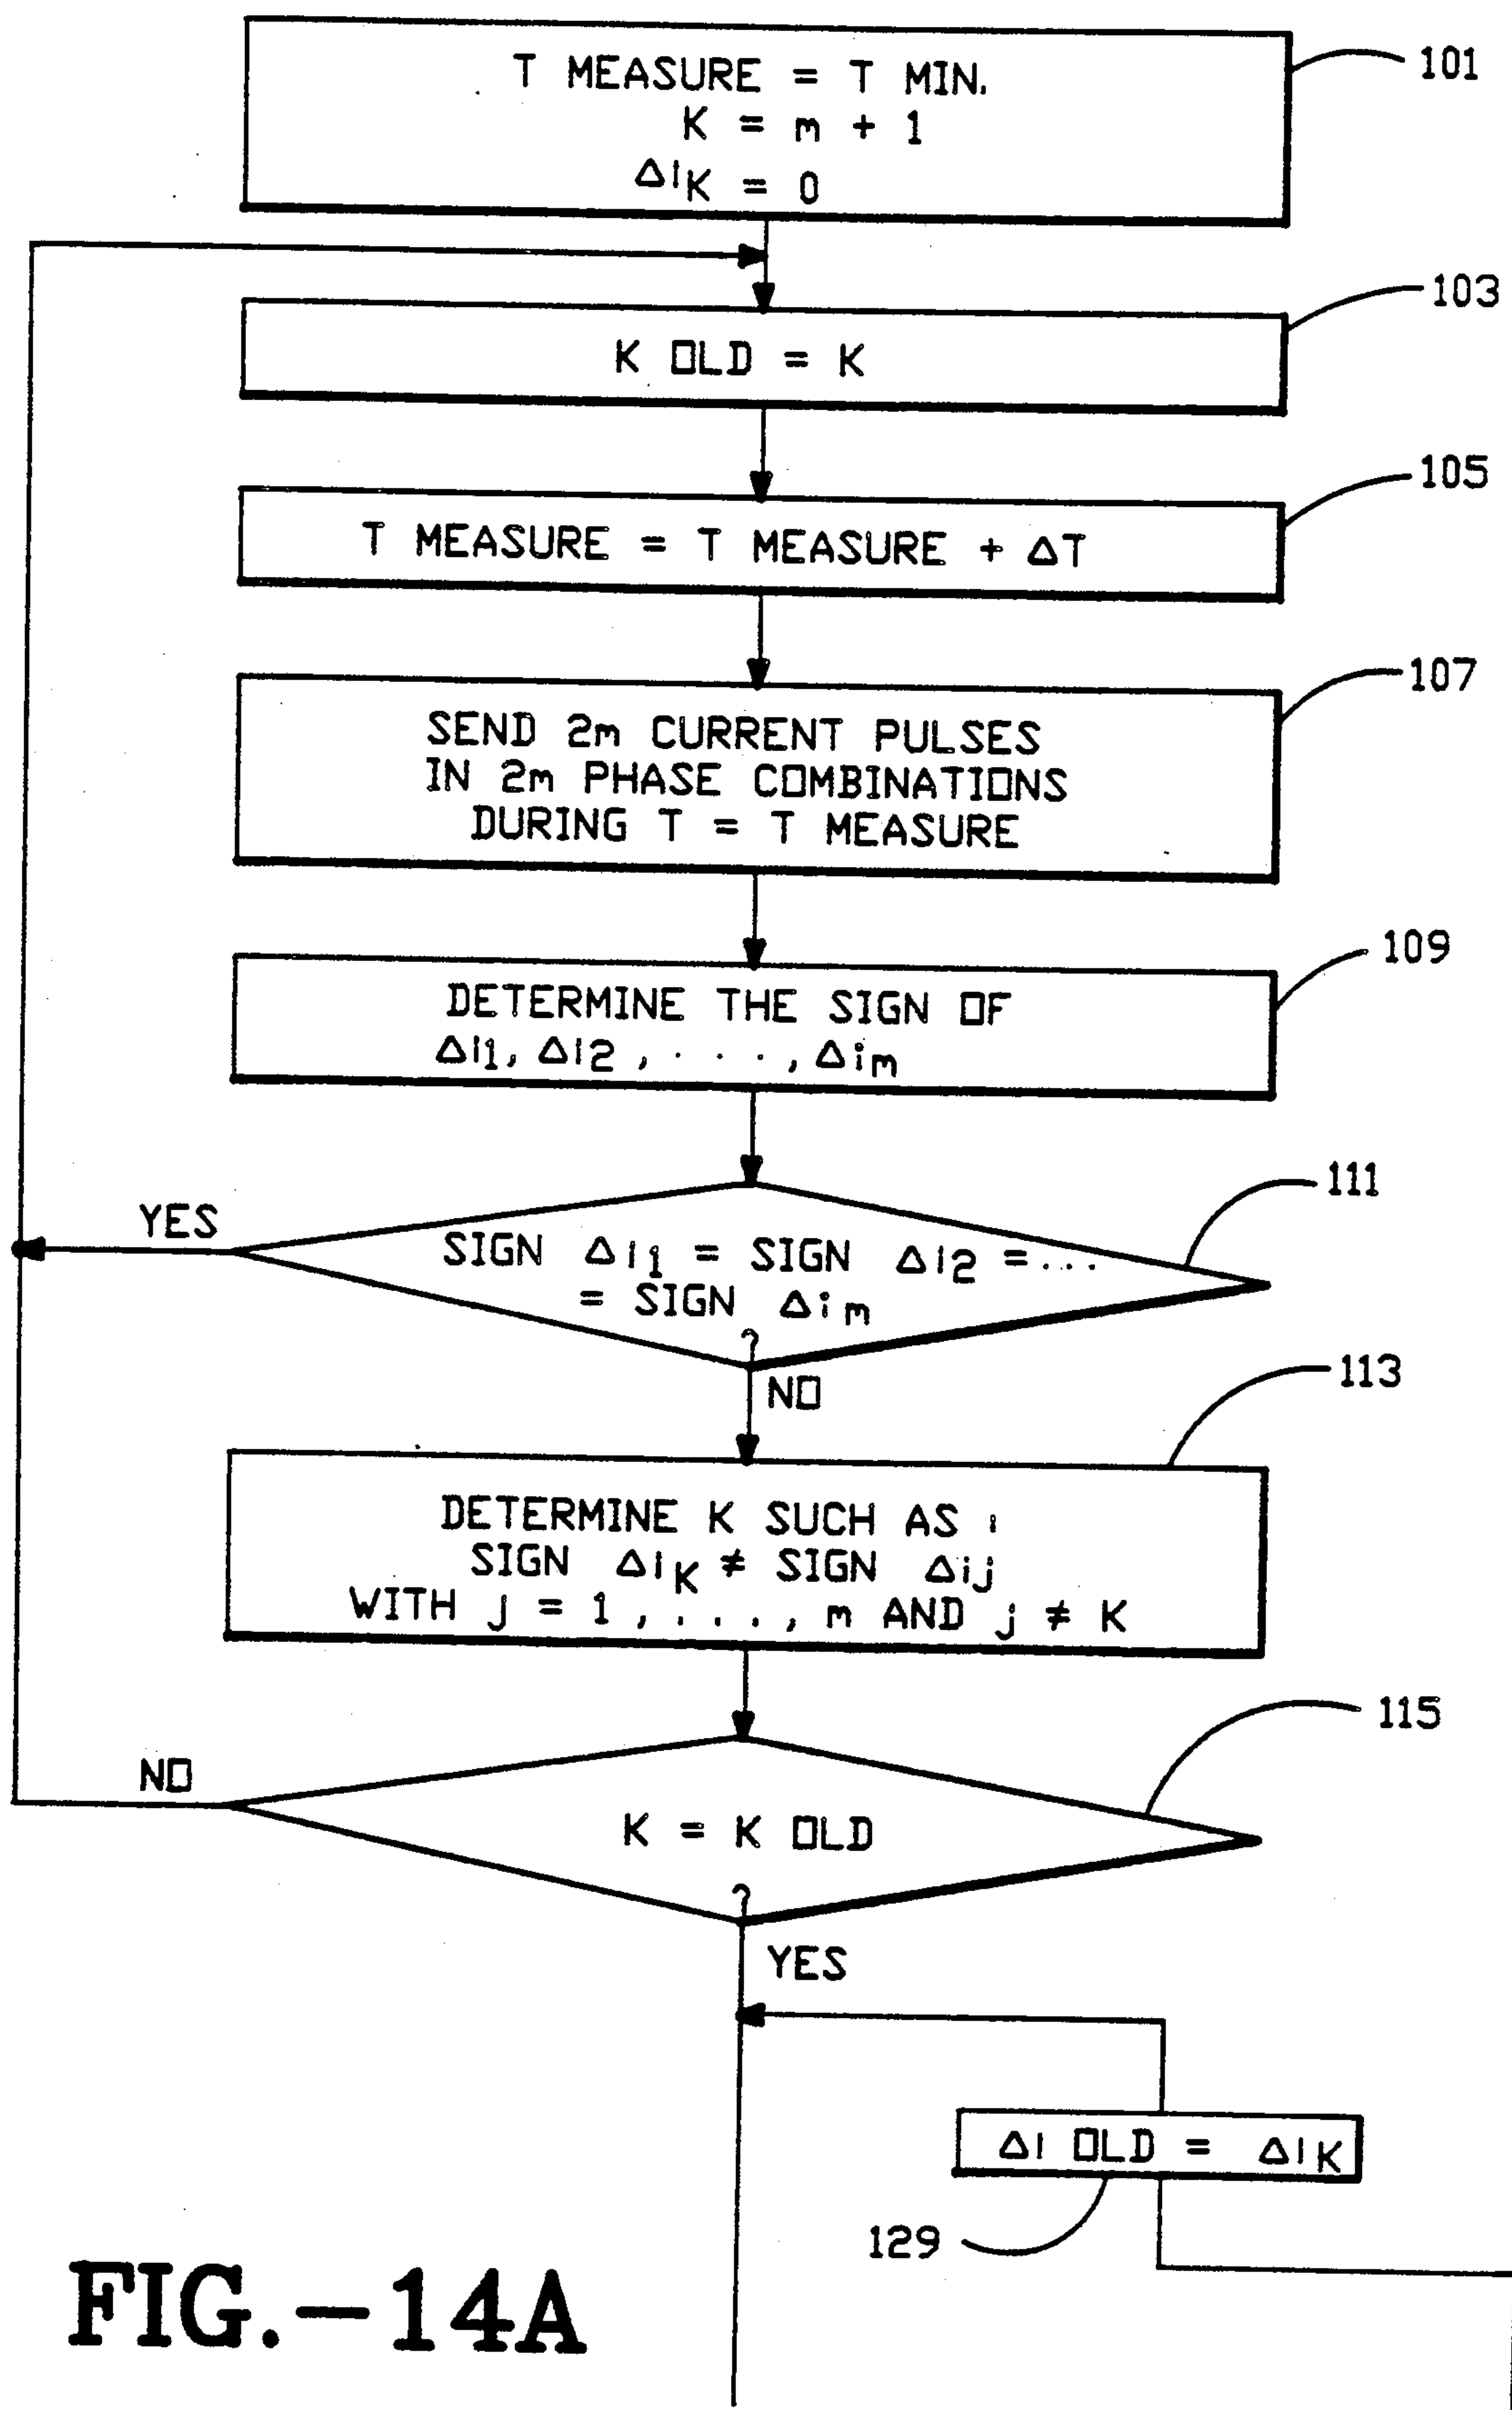 T MEASURE = T MIN.
K = m + 1
ΔiK = 0
101
K OLD = K
103
T MEASURE = T MEASURE + ΔT
105
SEND 2m CURRENT PULSES
IN 2m PHASE COMBINATIONS
DURING T = T MEASURE
107
DETERMINE THE SIGN OF
Δi1, Δi2 , . . . , Δim
109
YES
SIGN Δi1 = SIGN Δi2 =...
= SIGN Δim
?
111
NO
DETERMINE K SUCH AS :
SIGN ΔiK ≠ SIGN Δij
WITH j = 1 , . . . , m AND j ≠ K
113
NO
K = K OLD
?
115
YES
Δi OLD = ΔiK
129
FIG.-14A